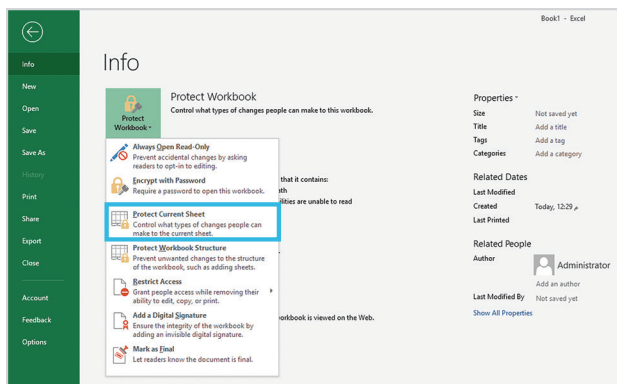 Book1 - Excel
Info
New
Open
Save
Save As
History
Print
Share
Export
Close
Account
Feedback
Options
Info
Protect Workbook
Control what types of changes people can make to this workbook.
Protect
Workbook
Always Open Read-Only
Prevent accidental changes by asking
readers to opt-in to editing.
Encrypt with Password
Require a password to open this workbook.
Protect Current Sheet
Control what types of changes people can
make to the current sheet.
Protect Workbook Structure
Prevent unwanted changes to the structure
of the workbook, such as adding sheets.
Restrict Access
Grant people access while removing their
ability to edit, copy, or print.
Add a Digital Signature
Ensure the integrity of the workbook by
adding an invisible digital signature.
Mark as Final
Let readers know the document is final.
that it contains:
ath
ilities are unable to read
orkbook is viewed on the Web.
Properties
Size Not saved yet
Title Add a title
Tags Add a tag
Categories Add a category
Related Dates
Last Modified
Created Today, 12:29 م
Last Printed
Related People
Author Administrator
Add an author
Last Modified By Not saved yet
Show All Properties